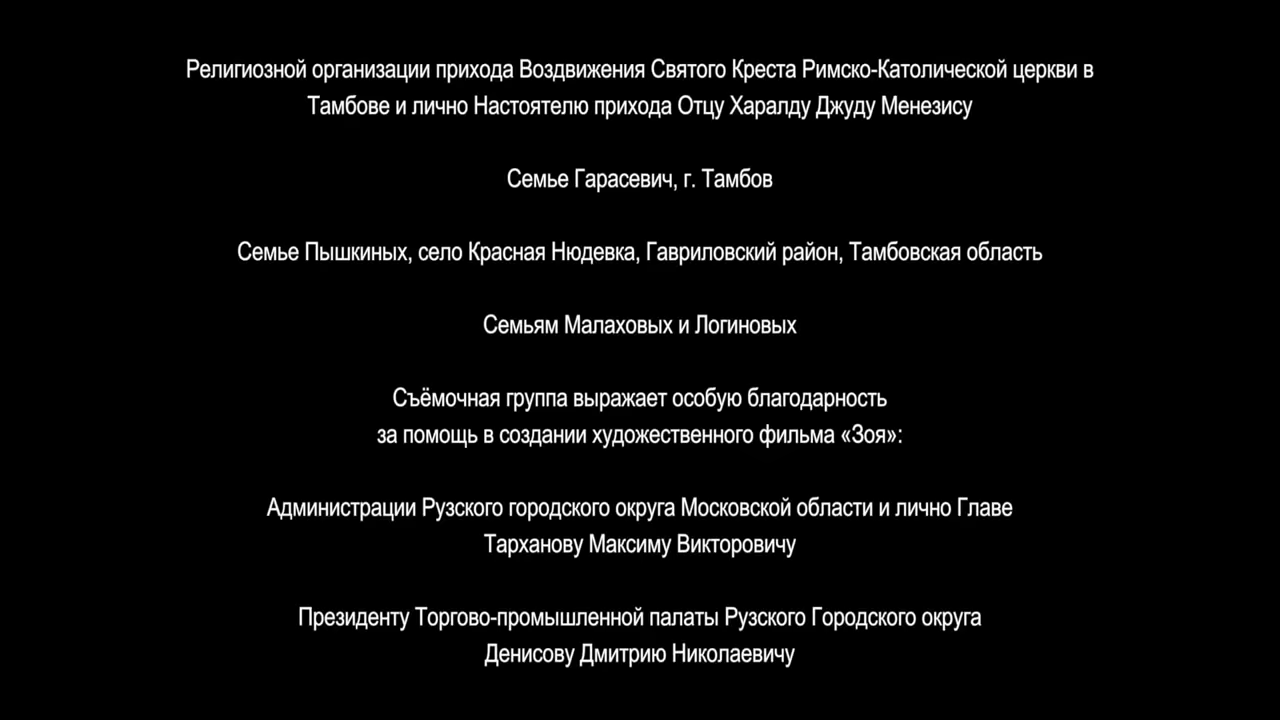 Религиозной организации прихода Воздвижения Святого Креста Римско-Католической церкви в
Тамбове и лично Настоятелю прихода Отцу Харалду Джуду Менезису
Семье Гарасевич, г. Тамбов
Семье Пышкиных, село Красная Нюдевка, Гавриловский район, Тамбовская область
Семьям Малаховых и Логиновых
Съёмочная группа выражает особую благодарность
за помощь в создании художественного фильма «Зоя»:
Администрации Рузского городского округа Московской области и лично Главе
Тарханову Максиму Викторовичу
Президенту Торгово-промышленной палаты Рузского Городского округа
Денисову Дмитрию Николаевичу